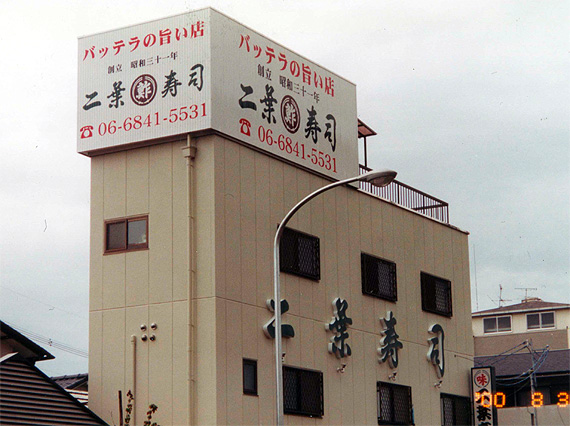 バッテラの旨い店
創立 昭和三十一年
二葉 寿司
☎06-6841-5531
バッテラの旨い店
創立 昭和三十一年
二葉 寿司
☎06-6841-5531
二葉寿司
味
'00 8 3